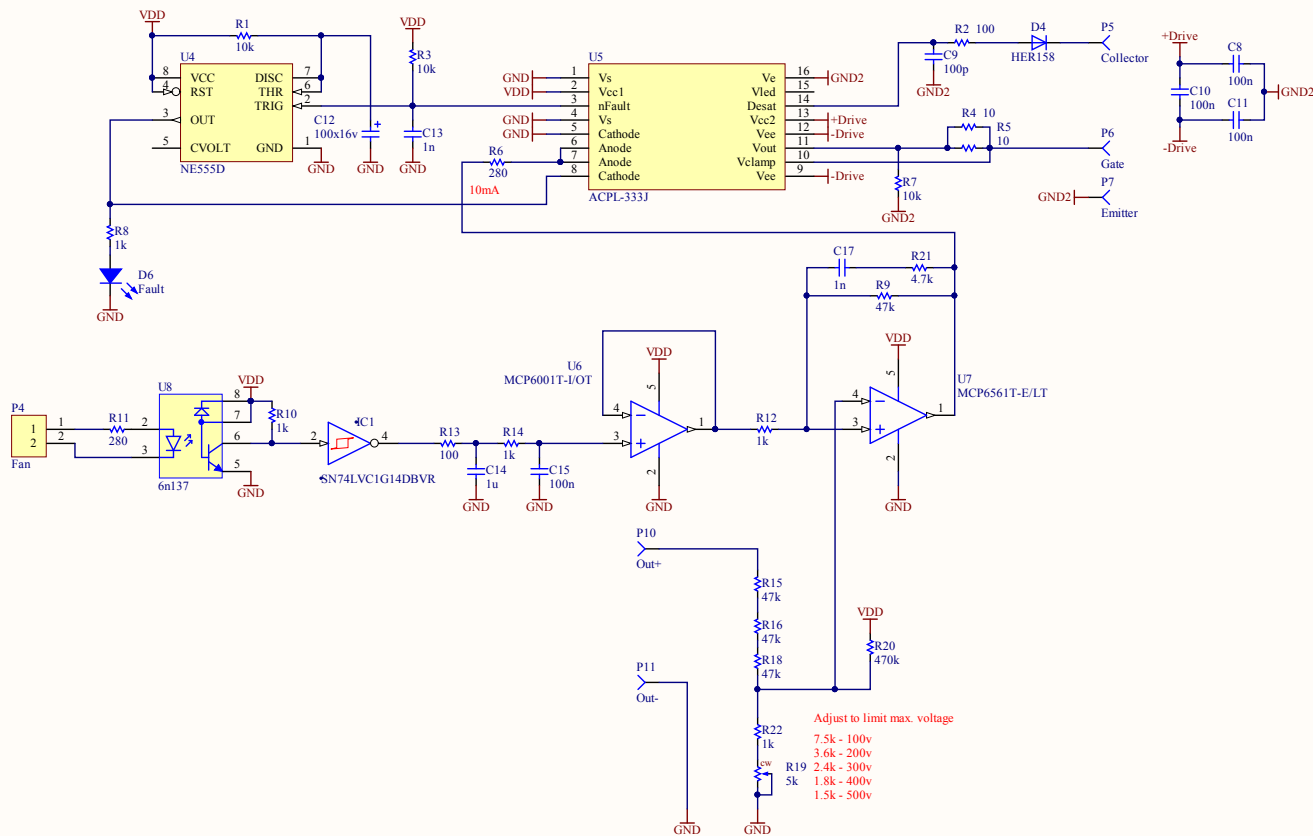 VDD
R1
10k
U4
8
VCC
DISC
7
4
RST
THR
6
TRIG
2
3
OUT
5
CVOLT
GND
1
NE555D
GND
C12
100x16v
+
GND
VDD
R3
10k
C13
1n
GND
R6
280
10mA
U5
GND
1
Vs
VDD
2
Vcc1
3
nFault
GND
4
Vs
GND
5
Cathode
6
Anode
7
Anode
8
Cathode
Ve
16
GND2
Vled
15
Desat
14
Vcc2
13
+Drive
Vee
12
-Drive
Vout
11
Vclamp
10
Vee
9
-Drive
ACPL-333J
R2 100
D4
HER158
P5
Collector
C9
100p
GND2
R4 10
R5
10
P6
Gate
R7
10k
GND2
P7
GND2
Emitter
+Drive
C8
100n
C10
100n
GND2
C11
100n
-Drive
R8
1k
D6
Fault
GND
C17
1n
R21
4.7k
R9
47k
P4
1
2
Fan
1
2
R11
280
U8
2
3
8
7
6
5
6n137
VDD
R10
1k
GND
IC1
2
4
SN74LVC1G14DBVR
R13
100
R14
1k
C14
1u
GND
C15
100n
GND
U6
MCP6001T-I/OT
VDD
5
4
3
1
2
GND
R12
1k
U7
MCP6561T-E/LT
VDD
5
4
3
1
2
GND
P10
Out+
R15
47k
R16
47k
R18
47k
VDD
R20
470k
P11
Out-
GND
R22
1k
cw
R19
5k
GND
Adjust to limit max. voltage
7.5k - 100v
3.6k - 200v
2.4k - 300v
1.8k - 400v
1.5k - 500v